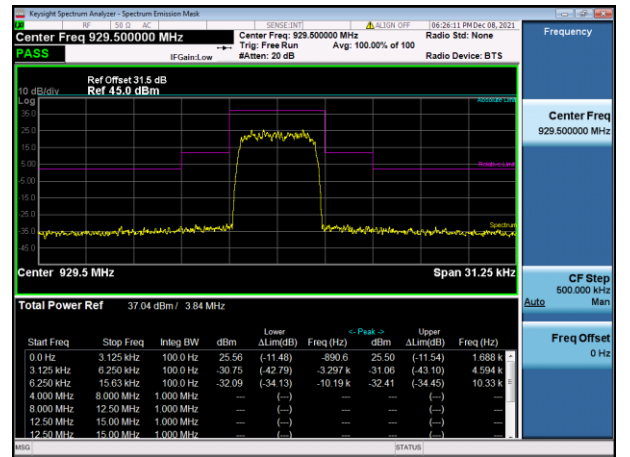 Keysight Spectrum Analyzer - Spectrum Emission Mask
RF 50 Ω AC SENSE:INT ALIGN OFF 06:26:11 PM Dec 08, 2021
Center Freq 929.500000 MHz Center Freq: 929.500000 MHz Radio Std: None
Trig: Free Run Avg: 100.00% of 100
PASS IFGain:Low #Atten: 20 dB Radio Device: BTS
Ref Offset 31.5 dB
10 dB/div Ref 45.0 dBm
Log
Absolute Limit
35.0
25.0
15.0
5.00
Relative Limit
-5.00
-15.0
-25.0
Spectrum
-35.0
-45.0
Center 929.5 MHz Span 31.25 kHz
Total Power Ref 37.04 dBm / 3.84 MHz
Lower <- Peak -> Upper
Start Freq Stop Freq Integ BW dBm ΔLim(dB) Freq (Hz) dBm ΔLim(dB) Freq (Hz)
0.0 Hz 3.125 kHz 100.0 Hz 25.56 (-11.48) -890.6 25.50 (-11.54) 1.688 k
3.125 kHz 6.250 kHz 100.0 Hz -30.75 (-42.79) -3.297 k -31.06 (-43.10) 4.594 k
6.250 kHz 15.63 kHz 100.0 Hz -32.09 (-34.13) -10.19 k -32.41 (-34.45) 10.33 k
4.000 MHz 8.000 MHz 1.000 MHz --- (---) --- --- (---) ---
8.000 MHz 12.50 MHz 1.000 MHz --- (---) --- --- (---) ---
12.50 MHz 15.00 MHz 1.000 MHz --- (---) --- --- (---) ---
12.50 MHz 15.00 MHz 1.000 MHz --- (---) --- --- (---) ---
MSG STATUS
Frequency
Center Freq
929.500000 MHz
CF Step
500.000 kHz
Auto Man
Freq Offset
0 Hz